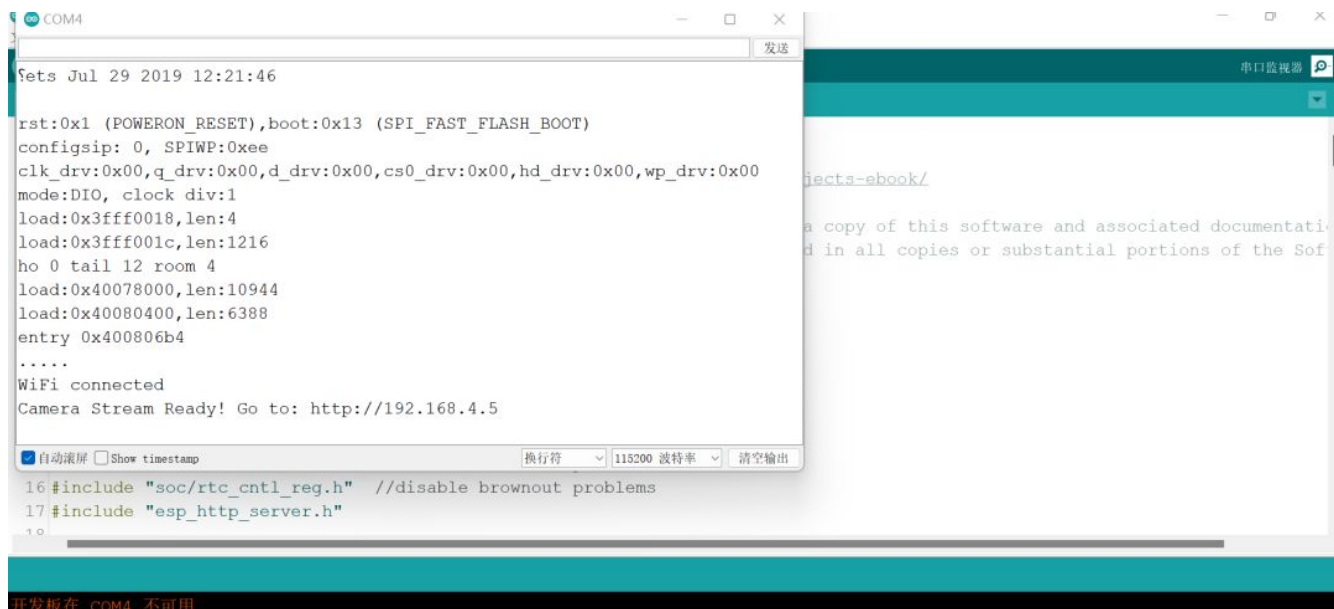 COM4
发送
ets Jul 29 2019 12:21:46
串口监视器
rst:0x1 (POWERON_RESET),boot:0x13 (SPI_FAST_FLASH_BOOT)
configsip: 0, SPIWP:0xee
clk_drv:0x00,q_drv:0x00,d_drv:0x00,cs0_drv:0x00,hd_drv:0x00,wp_drv:0x00
mode:DIO, clock div:1
load:0x3fff0018,len:4
load:0x3fff001c,len:1216
ho 0 tail 12 room 4
load:0x40078000,len:10944
load:0x40080400,len:6388
entry 0x400806b4
.....
WiFi connected
Camera Stream Ready! Go to: http://192.168.4.5
jects-ebook/
a copy of this software and associated documentati
d in all copies or substantial portions of the Sof
自动滚屏 Show timestamp 换行符 115200 波特率 清空输出
16 #include "soc/rtc_cntl_reg.h" //disable brownout problems
17 #include "esp_http_server.h"
18
开发板在 COM4 不可用